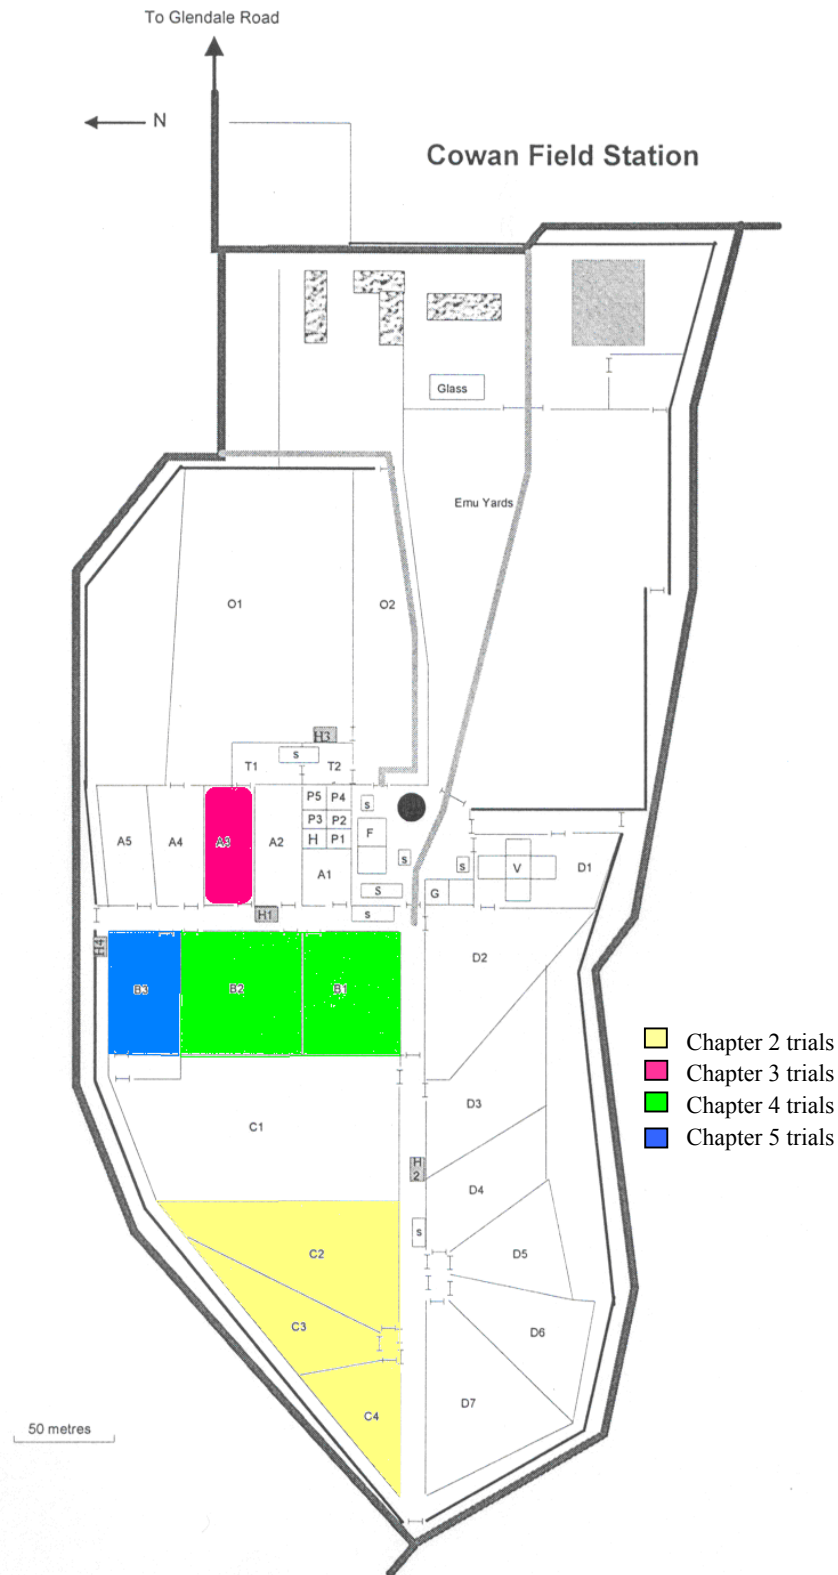 To Glendale Road
N
Cowan Field Station
Glass
Emu Yards
O1
O2
H3
S
T1
T2
P5
P4
S
P3
P2
F
A5
A4
A3
A2
H
P1
S
S
V
D1
A1
S
G
H1
S
H4
D2
B3
B2
B1
Chapter 2 trials
Chapter 3 trials
Chapter 4 trials
Chapter 5 trials
D3
C1
H
2
D4
S
C2
D5
C3
D6
D7
C4
50 metres